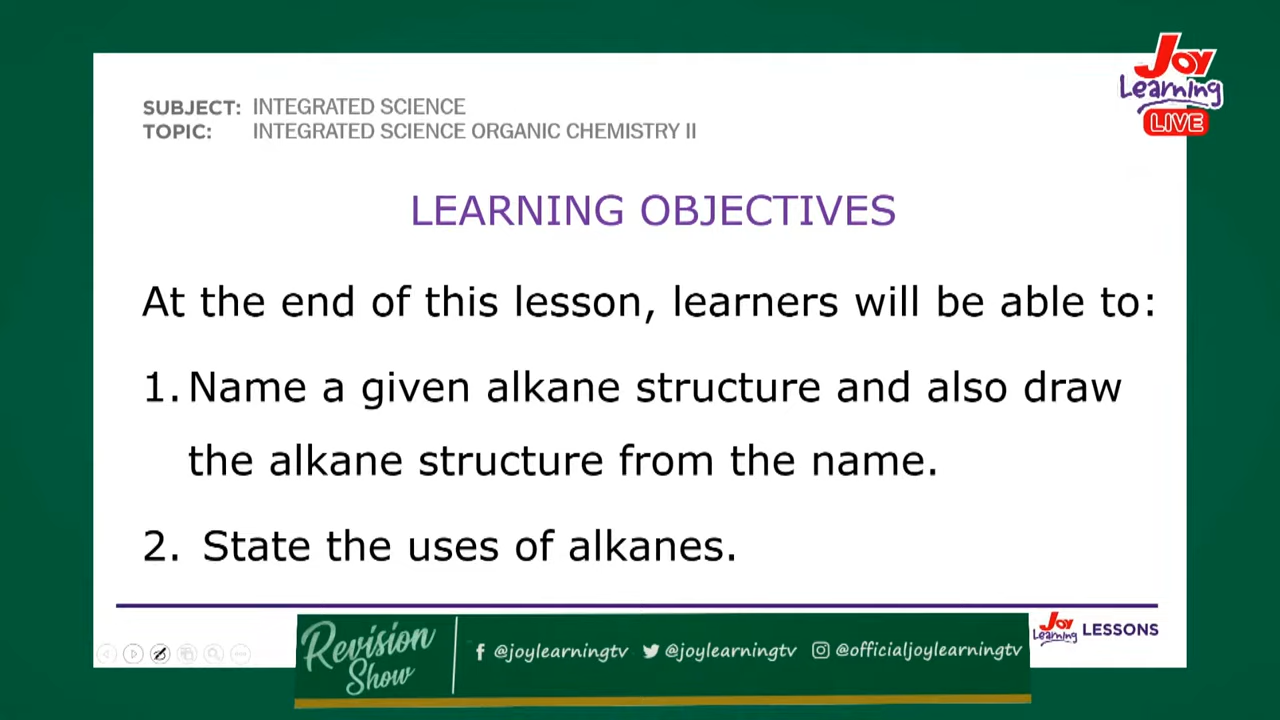 JOY
Learning
LIVE
SUBJECT: INTEGRATED SCIENCE
TOPIC: INTEGRATED SCIENCE ORGANIC CHEMISTRY II
LEARNING OBJECTIVES
At the end of this lesson, learners will be able to:
1. Name a given alkane structure and also draw
the alkane structure from the name.
2. State the uses of alkanes.
Revision
Show
@joylearningtv @joylearningtv @officialjoylearningtv
JOY
Learning LESSONS